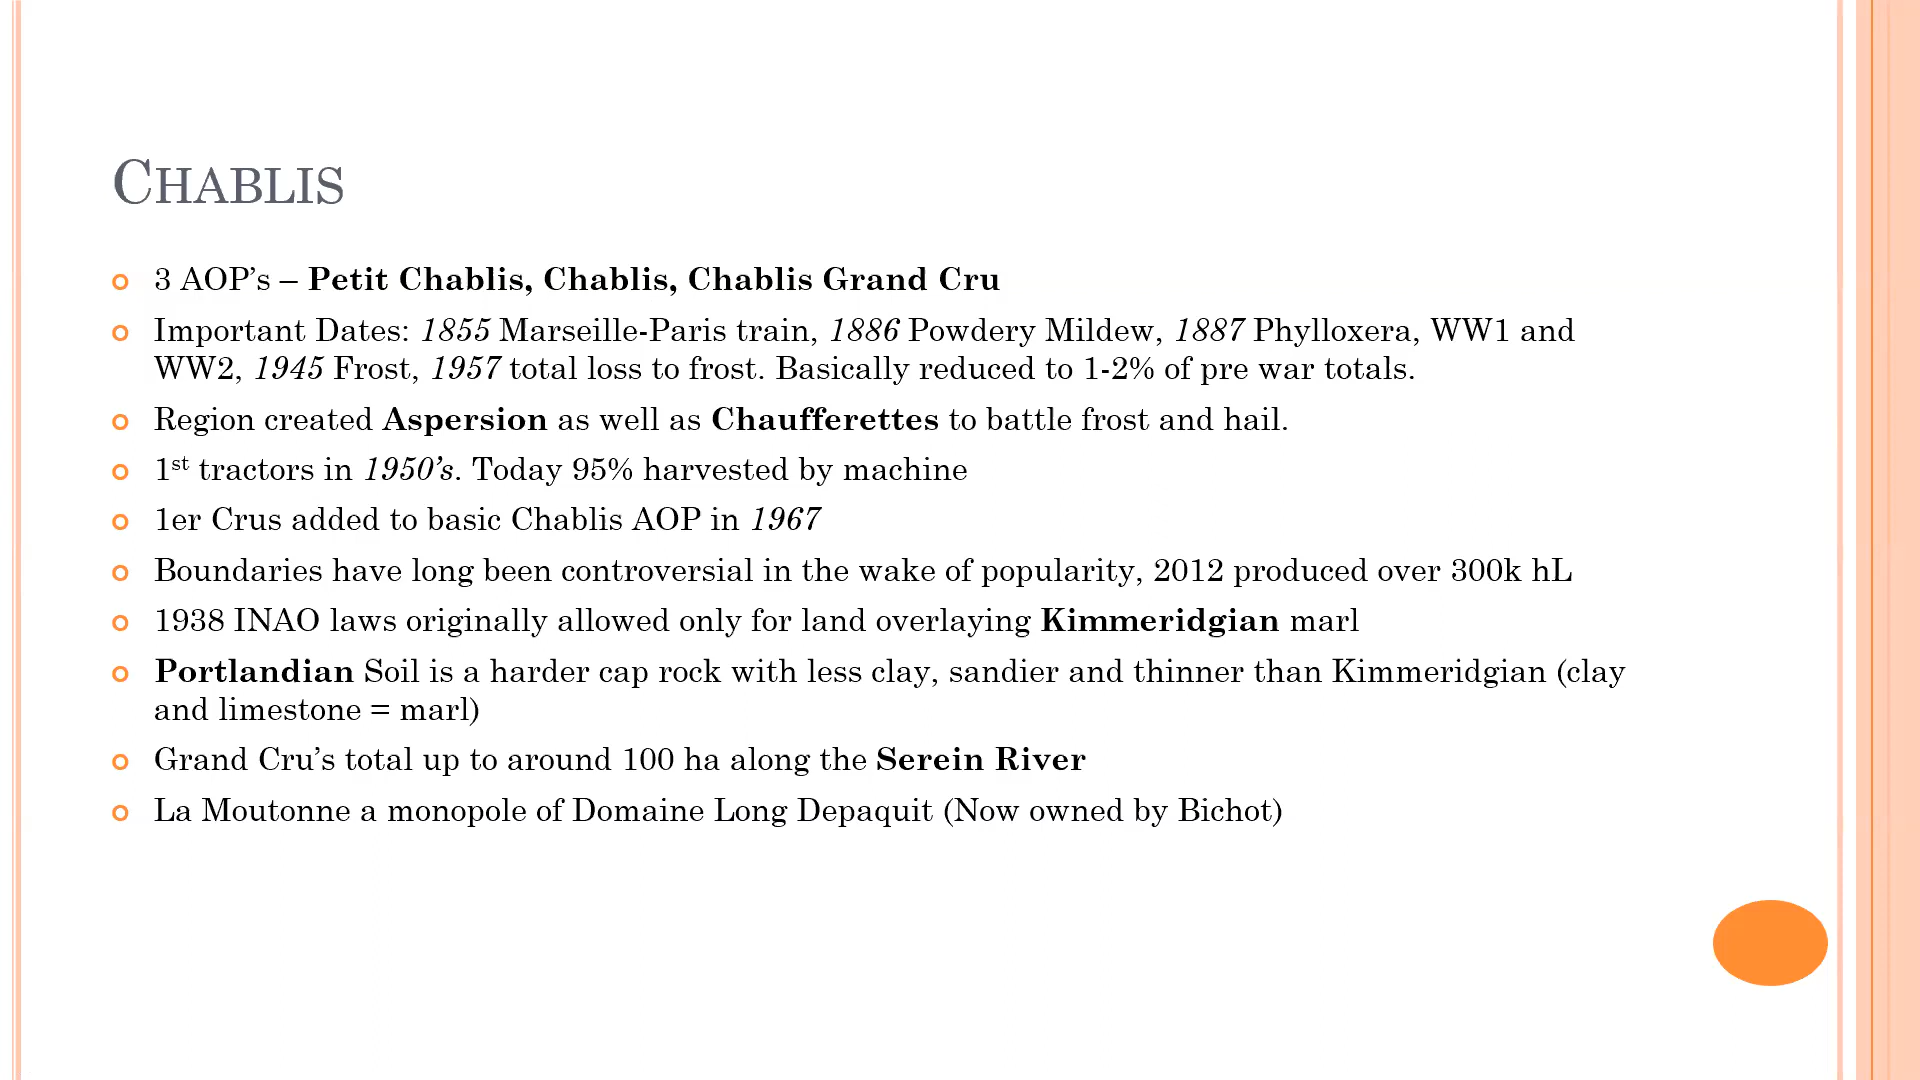 CHABLIS
3 AOP's – Petit Chablis, Chablis, Chablis Grand Cru
Important Dates: 1855 Marseille-Paris train, 1886 Powdery Mildew, 1887 Phylloxera, WW1 and
WW2, 1945 Frost, 1957 total loss to frost. Basically reduced to 1-2% of pre war totals.
Region created Aspersion as well as Chaufferettes to battle frost and hail.
1st tractors in 1950's. Today 95% harvested by machine
1er Crus added to basic Chablis AOP in 1967
Boundaries have long been controversial in the wake of popularity, 2012 produced over 300k hL
1938 INAO laws originally allowed only for land overlaying Kimmeridgian marl
Portlandian Soil is a harder cap rock with less clay, sandier and thinner than Kimmeridgian (clay
and limestone = marl)
Grand Cru's total up to around 100 ha along the Serein River
La Moutonne a monopole of Domaine Long Depaquit (Now owned by Bichot)